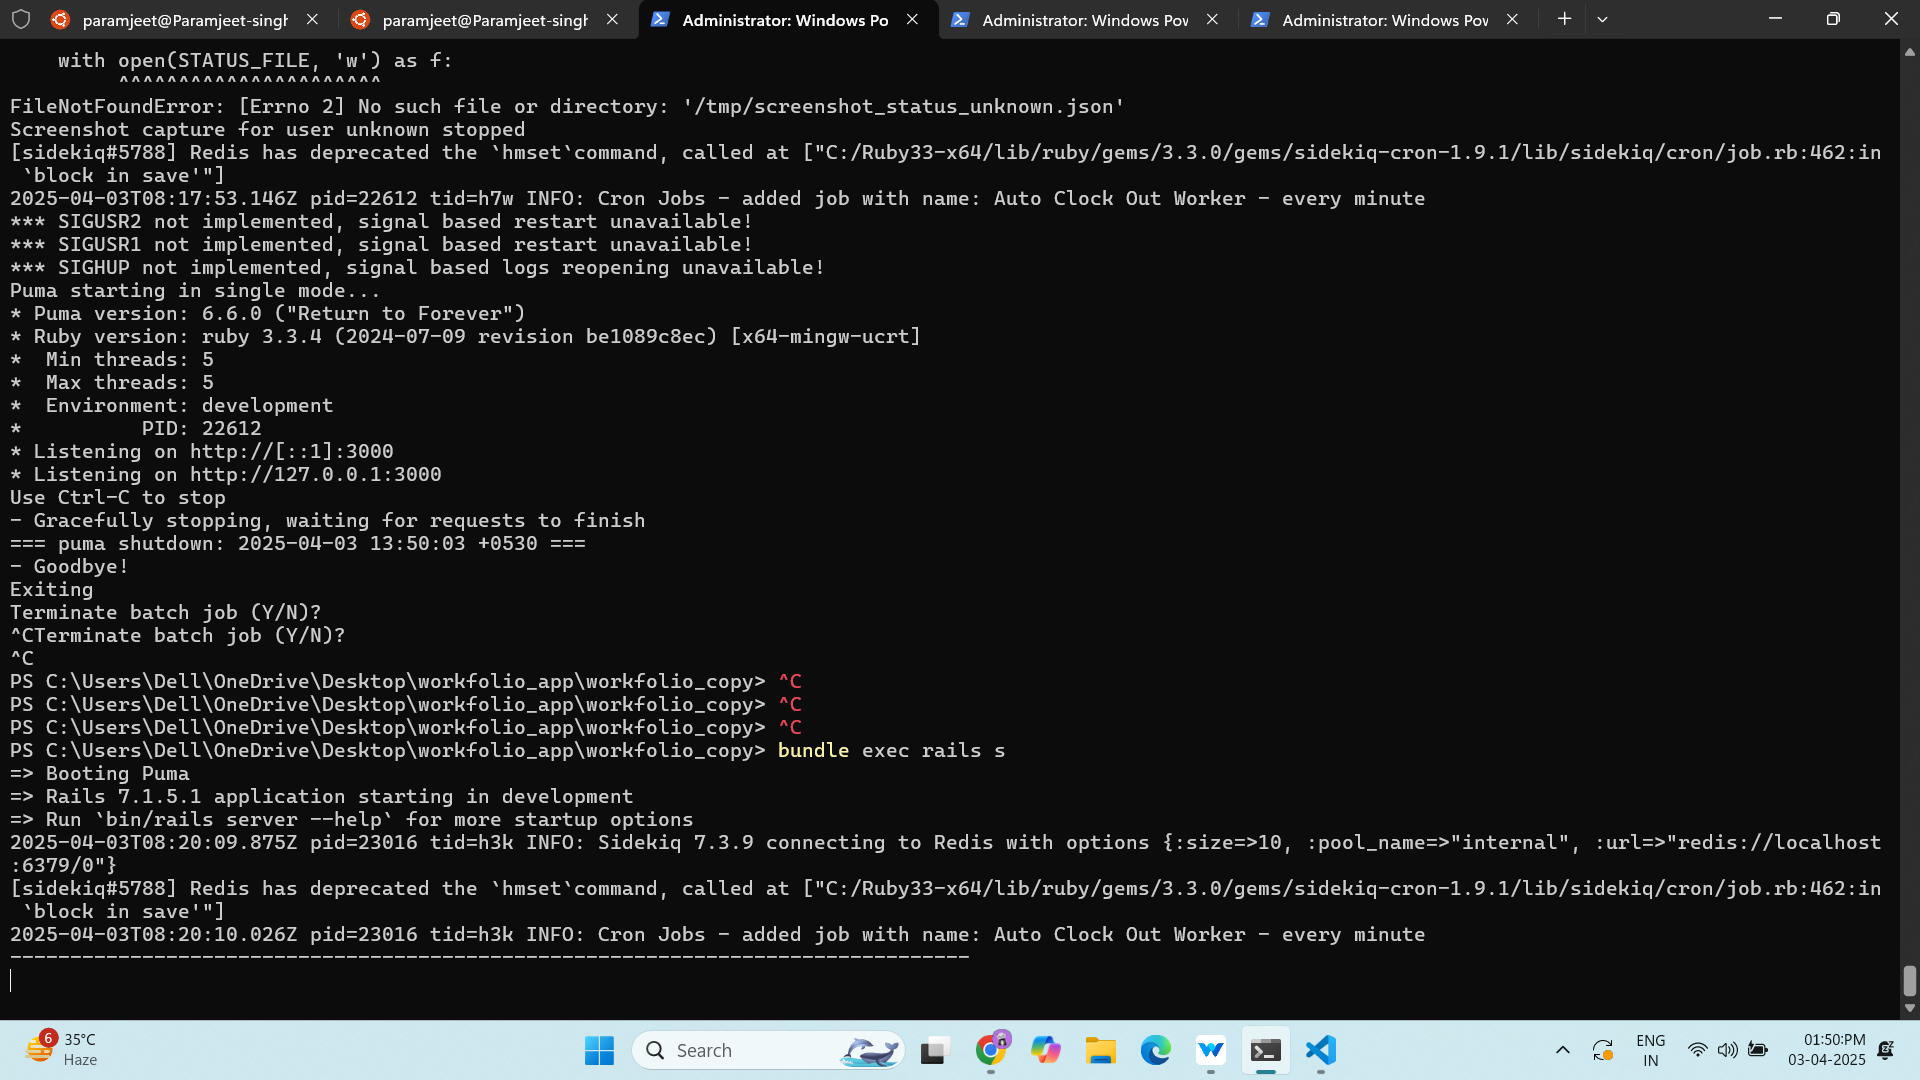 paramjeet@Paramjeet-singh
paramjeet@Paramjeet-singh
Administrator: Windows Po
Administrator: Windows Pov
Administrator: Windows Pov
    with open(STATUS_FILE, 'w') as f:
         ^^^^^^^^^^^^^^^^^^^^^^
FileNotFoundError: [Errno 2] No such file or directory: '/tmp/screenshot_status_unknown.json'
Screenshot capture for user unknown stopped
[sidekiq#5788] Redis has deprecated the `hmset`command, called at ["C:/Ruby33-x64/lib/ruby/gems/3.3.0/gems/sidekiq-cron-1.9.1/lib/sidekiq/cron/job.rb:462:in
 `block in save'"]
2025-04-03T08:17:53.146Z pid=22612 tid=h7w INFO: Cron Jobs - added job with name: Auto Clock Out Worker - every minute
*** SIGUSR2 not implemented, signal based restart unavailable!
*** SIGUSR1 not implemented, signal based restart unavailable!
*** SIGHUP not implemented, signal based logs reopening unavailable!
Puma starting in single mode...
* Puma version: 6.6.0 ("Return to Forever")
* Ruby version: ruby 3.3.4 (2024-07-09 revision be1089c8ec) [x64-mingw-ucrt]
*  Min threads: 5
*  Max threads: 5
*  Environment: development
*          PID: 22612
* Listening on http://[::1]:3000
* Listening on http://127.0.0.1:3000
Use Ctrl-C to stop
- Gracefully stopping, waiting for requests to finish
=== puma shutdown: 2025-04-03 13:50:03 +0530 ===
- Goodbye!
Exiting
Terminate batch job (Y/N)?
^CTerminate batch job (Y/N)?
^C
PS C:\Users\Dell\OneDrive\Desktop\workfolio_app\workfolio_copy> ^C
PS C:\Users\Dell\OneDrive\Desktop\workfolio_app\workfolio_copy> ^C
PS C:\Users\Dell\OneDrive\Desktop\workfolio_app\workfolio_copy> ^C
PS C:\Users\Dell\OneDrive\Desktop\workfolio_app\workfolio_copy> bundle exec rails s
=> Booting Puma
=> Rails 7.1.5.1 application starting in development
=> Run `bin/rails server --help` for more startup options
2025-04-03T08:20:09.875Z pid=23016 tid=h3k INFO: Sidekiq 7.3.9 connecting to Redis with options {:size=>10, :pool_name=>"internal", :url=>"redis://localhost
:6379/0"}
[sidekiq#5788] Redis has deprecated the `hmset`command, called at ["C:/Ruby33-x64/lib/ruby/gems/3.3.0/gems/sidekiq-cron-1.9.1/lib/sidekiq/cron/job.rb:462:in
 `block in save'"]
2025-04-03T08:20:10.026Z pid=23016 tid=h3k INFO: Cron Jobs - added job with name: Auto Clock Out Worker - every minute
--------------------------------------------------------------------------------
6
35°C
Haze
Search
ENG
IN
01:50:PM
03-04-2025